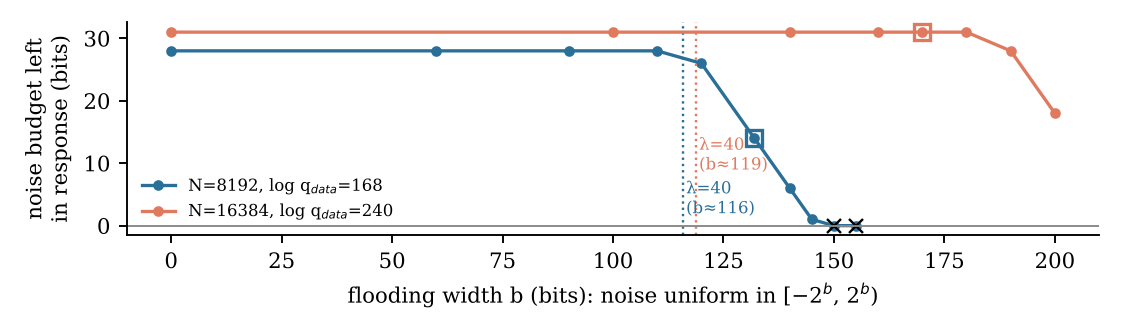 noise budget left
in response (bits)
30
20
10
0
λ=40
(b≈119)
λ=40
(b≈116)
N=8192, log q_data=168
N=16384, log q_data=240
0 25 50 75 100 125 150 175 200
flooding width b (bits): noise uniform in [−2^b, 2^b)